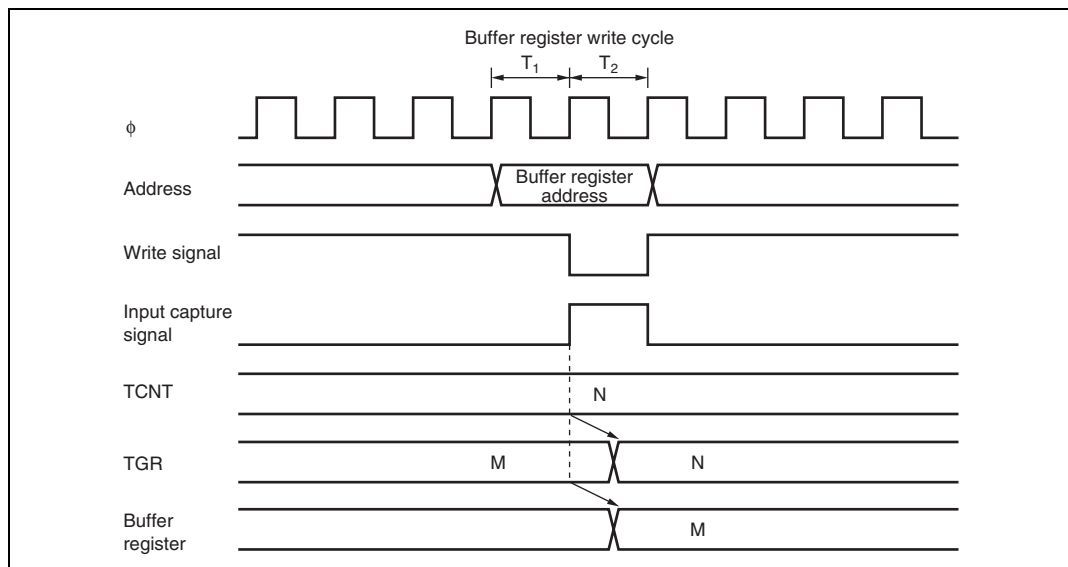 Buffer register write cycle
T₁ T₂
ϕ
Address
Buffer register
address
Write signal
Input capture
signal
TCNT
N
TGR
M N
Buffer
register
M